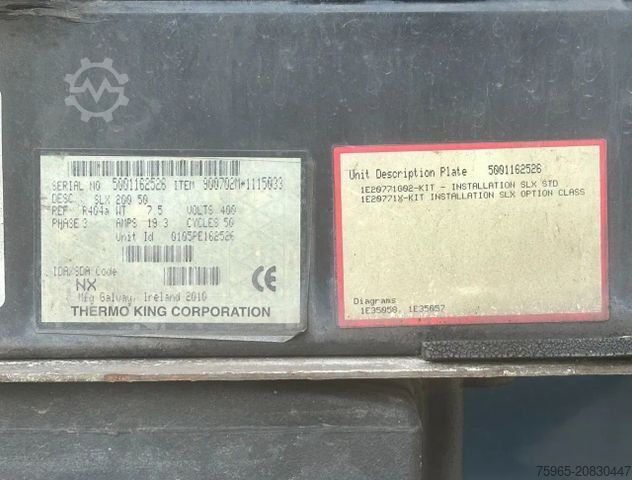 SERIAL NO 5001162526 ITEM 900702M*1115033
DESC. SLX 200 50
REF R404a WT 7.5 VOLTS 400
PHASE 3 AMPS 19.3 CYCLES 50
Unit Id 0105PE162526
IDA/SDA Code
NX
Mfg Galway, Ireland 2010
CE
THERMO KING CORPORATION
Unit Description Plate 5001162526
1E20771G02-KIT - INSTALLATION SLX STD
1E20771X-KIT INSTALLATION SLX OPTION CLASS
Diagrams
1E35058, 1E35057
75965-20830447